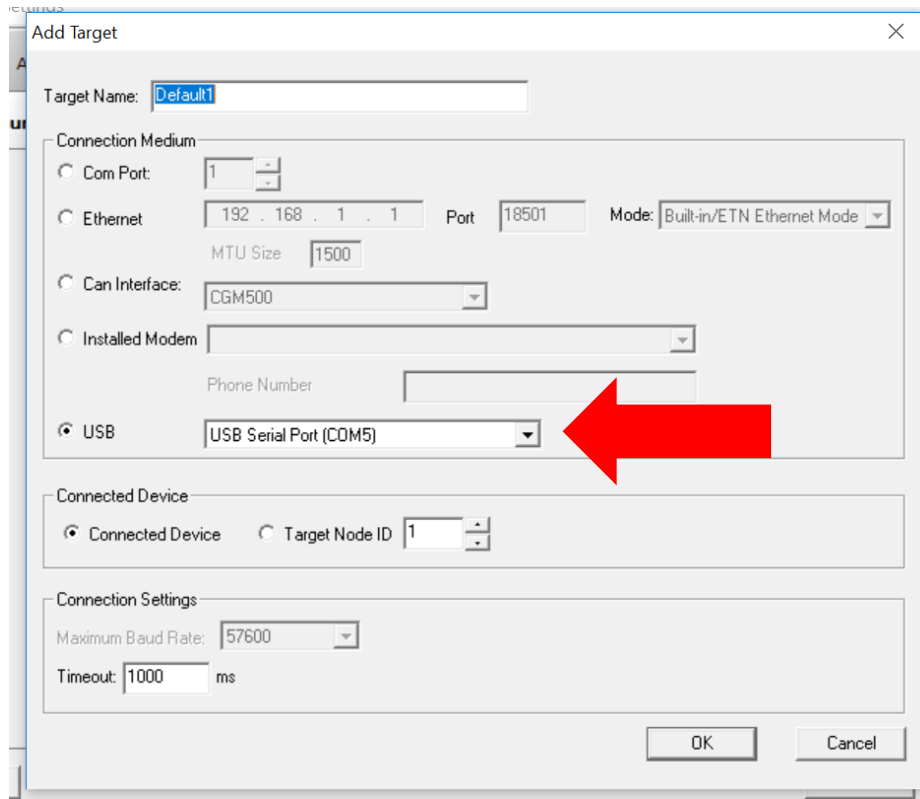 Settings
Add Target
Target Name: Default1
Connection Medium
Com Port: 1
Ethernet 192 . 168 . 1 . 1 Port 18501 Mode: Built-in/ETN Ethernet Mode
MTU Size 1500
Can Interface: CGM500
Installed Modem
Phone Number
USB USB Serial Port (COM5)
Connected Device
Connected Device Target Node ID 1
Connection Settings
Maximum Baud Rate: 57600
Timeout: 1000 ms
OK Cancel